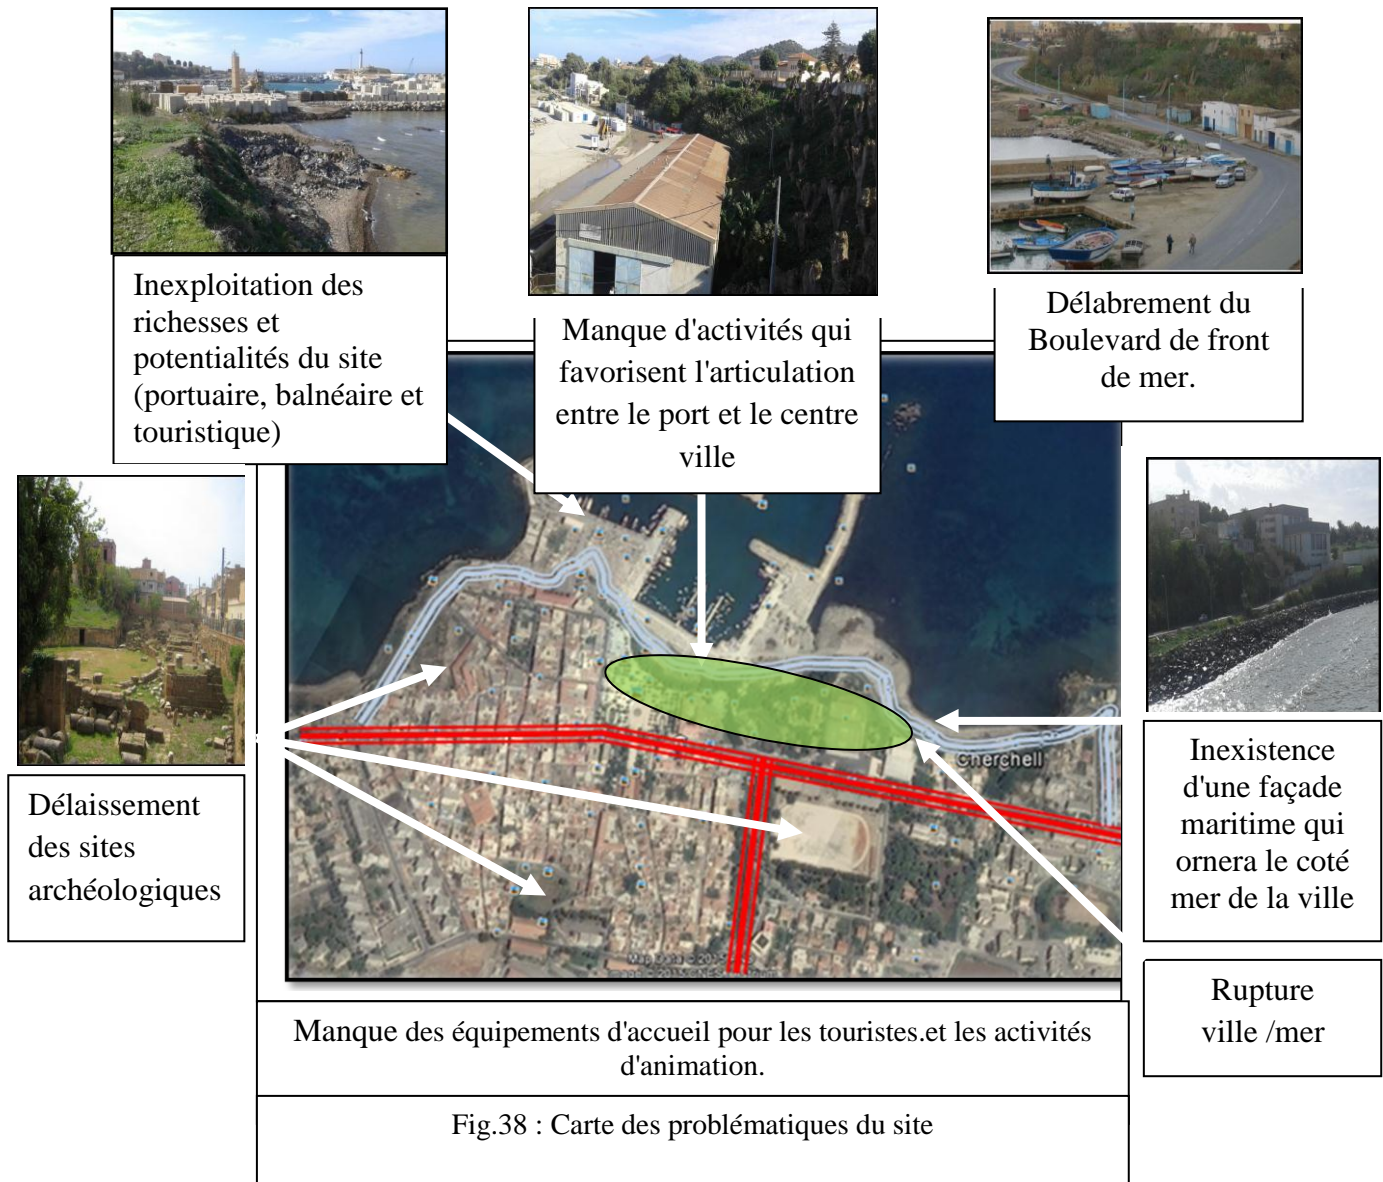 Inexploitation des
richesses et
potentialités du site
(portuaire, balnéaire et
touristique)
Manque d'activités qui
favorisent l'articulation
entre le port et le centre
ville
Délabrement du
Boulevard de front
de mer.
Délaissement
des sites
archéologiques
Cherchell
Inexistence
d'une façade
maritime qui
ornera le coté
mer de la ville
Rupture
ville /mer
Map Data © 2015
Manque des équipements d'accueil pour les touristes.et les activités
d'animation.
Fig.38 : Carte des problématiques du site